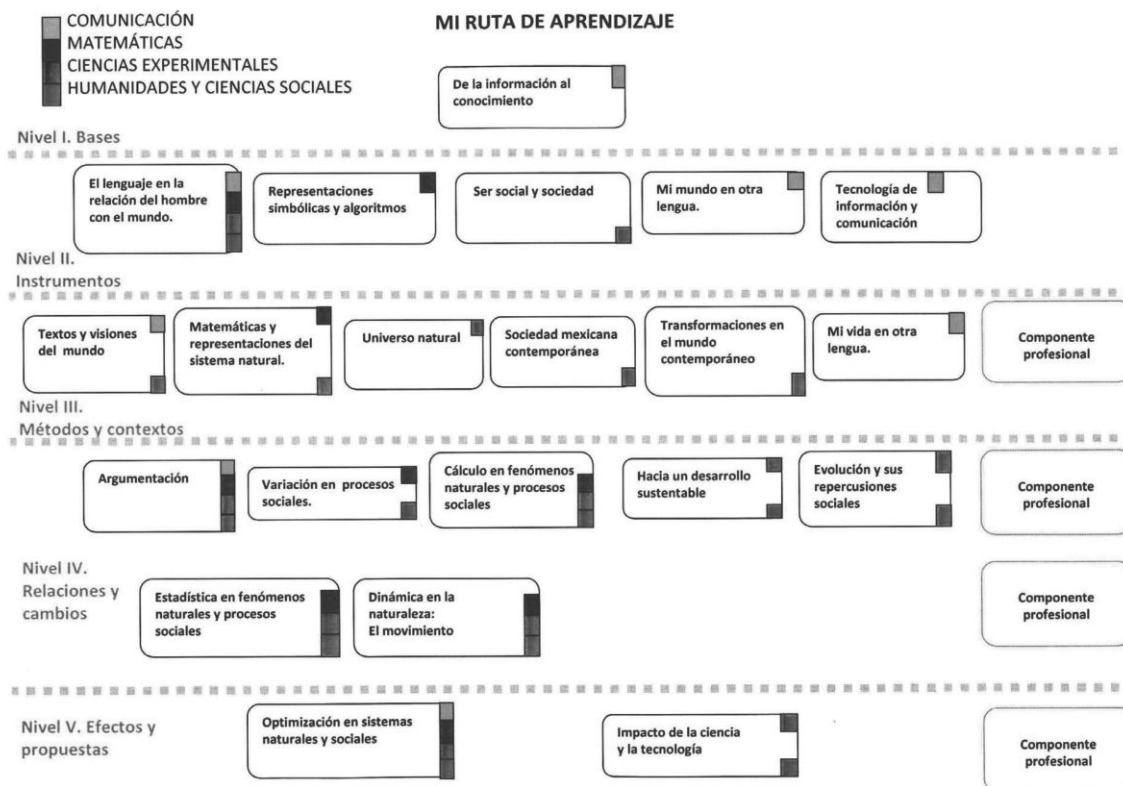 COMUNICACIÓN
MATEMÁTICAS
CIENCIAS EXPERIMENTALES
HUMANIDADES Y CIENCIAS SOCIALES
MI RUTA DE APRENDIZAJE
De la información al
conocimiento
Nivel I. Bases
El lenguaje en la
relación del hombre
con el mundo.
Representaciones
simbólicas y algoritmos
Ser social y sociedad
Mi mundo en otra
lengua.
Tecnología de
información y
comunicación
Nivel II.
Instrumentos
Textos y visiones
del mundo
Matemáticas y
representaciones del
sistema natural.
Universo natural
Sociedad mexicana
contemporánea
Transformaciones en
el mundo
contemporáneo
Mi vida en otra
lengua.
Componente
profesional
Nivel III.
Métodos y contextos
Argumentación
Variación en procesos
sociales.
Cálculo en fenómenos
naturales y procesos
sociales
Hacia un desarrollo
sustentable
Evolución y sus
repercusiones
sociales
Componente
profesional
Nivel IV.
Relaciones y
cambios
Estadística en fenómenos
naturales y procesos
sociales
Dinámica en la
naturaleza:
El movimiento
Componente
profesional
Nivel V. Efectos y
propuestas
Optimización en sistemas
naturales y sociales
Impacto de la ciencia
y la tecnología
Componente
profesional